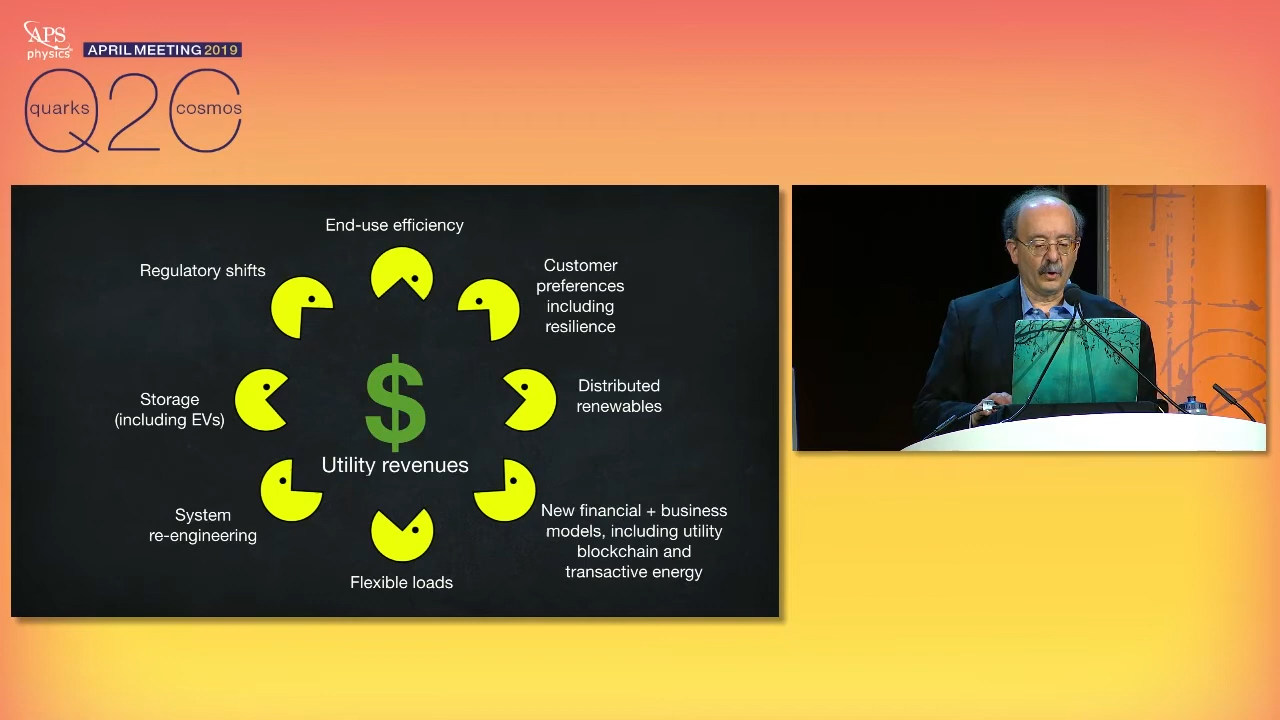 APS
physics
APRIL MEETING 2019
Q2C
quarks
cosmos
End-use efficiency
Regulatory shifts
Customer
preferences
including
resilience
Storage
(including EVs)
$
Distributed
renewables
Utility revenues
System
re-engineering
New financial + business
models, including utility
blockchain and
transactive energy
Flexible loads